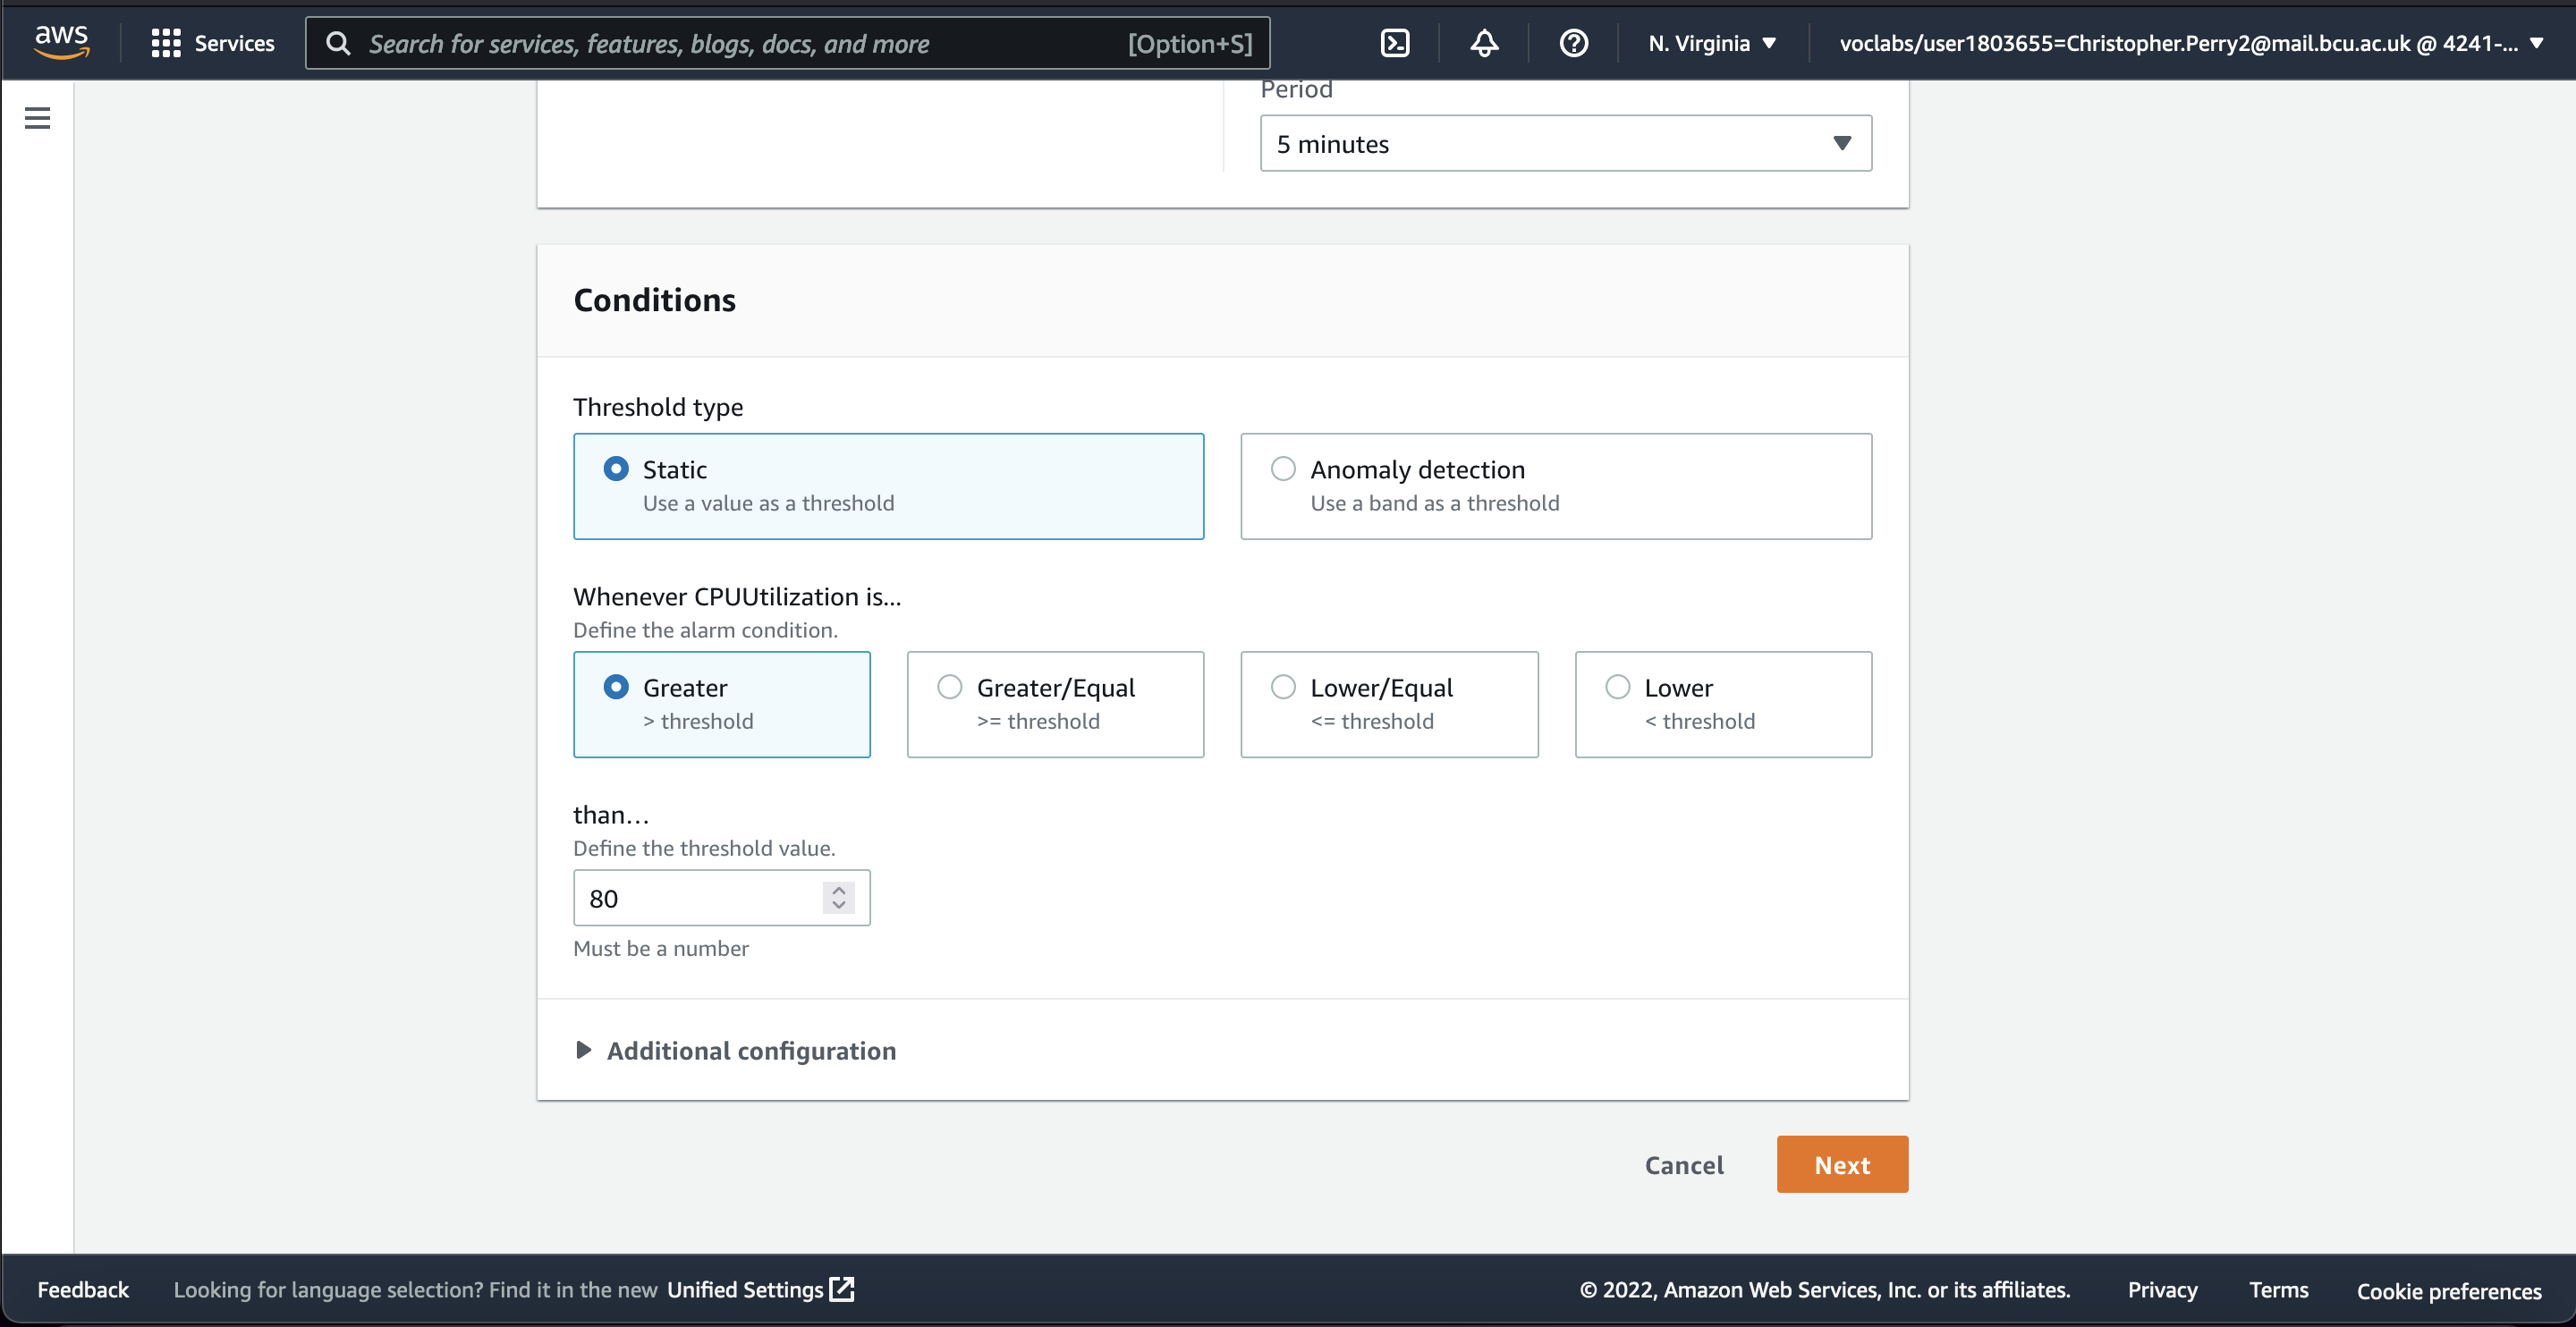 aws
Services
Search for services, features, blogs, docs, and more
[Option+S]
N. Virginia
voclabs/user1803655=Christopher.Perry2@mail.bcu.ac.uk @ 4241-...
Period
5 minutes
Conditions
Threshold type
Static
Use a value as a threshold
Anomaly detection
Use a band as a threshold
Whenever CPUUtilization is...
Define the alarm condition.
Greater
> threshold
Greater/Equal
>= threshold
Lower/Equal
<= threshold
Lower
< threshold
than…
Define the threshold value.
80
Must be a number
Additional configuration
Cancel
Next
Feedback
Looking for language selection? Find it in the new Unified Settings
© 2022, Amazon Web Services, Inc. or its affiliates.
Privacy
Terms
Cookie preferences